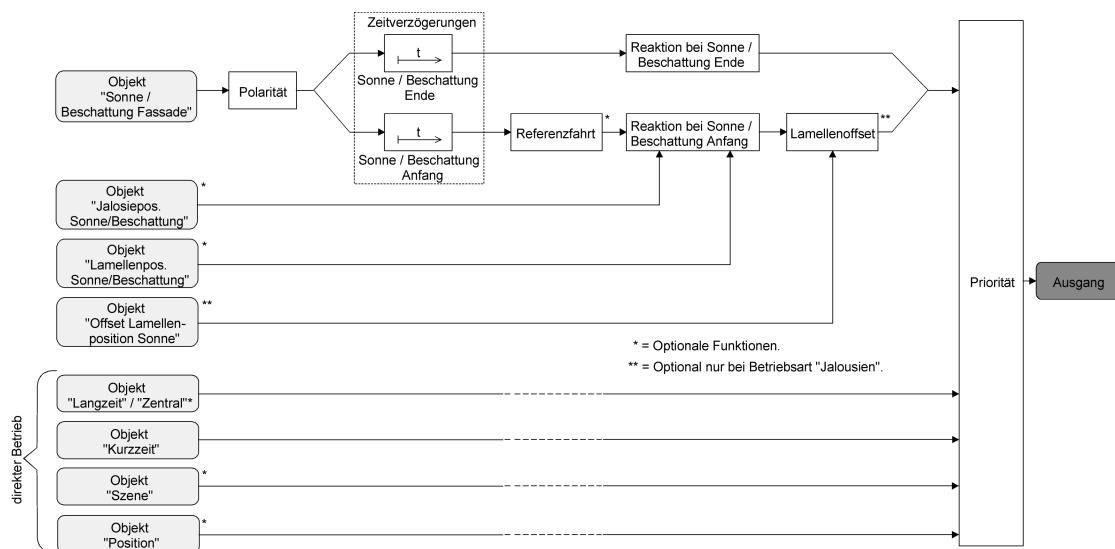 Zeitverzögerungen
t
Sonne / Beschattung
Ende
Reaktion bei Sonne /
Beschattung Ende
Objekt
"Sonne /
Beschattung Fassade"
Polarität
t
Sonne / Beschattung
Anfang
Referenzfahrt
*
Reaktion bei Sonne /
Beschattung Anfang
Lamellenoffset
**
Objekt
"Jalosiepos.
Sonne/Beschattung"
*
Objekt
"Lamellenpos.
Sonne/Beschattung"
*
Objekt
"Offset Lamellen-
position Sonne"
**
Priorität
Ausgang
* = Optionale Funktionen.
** = Optional nur bei Betriebsart "Jalousien".
direkter Betrieb
Objekt
"Langzeit" / "Zentral"*
Objekt
"Kurzzeit"
Objekt
"Szene"
*
Objekt
"Position"
*